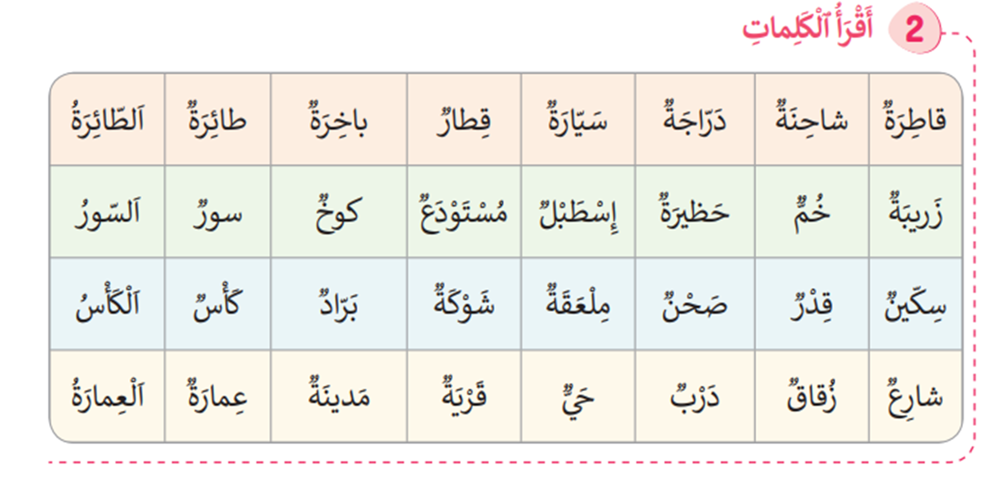 2 أَقْرَأُ ٱلْكَلِماتِ
قاطِرَةٌ شاحِنَةٌ دَرّاجَةٌ سَيّارَةٌ قِطارٌ باخِرَةٌ طائِرَةٌ اَلطّائِرَةُ
زَريبَةٌ خُمٌّ حَظيرَةٌ إِسْطَبْلٌ مُسْتَوْدَعٌ كوخٌ سورٌ اَلسّورُ
سِكّينٌ قِدْرٌ صَحْنٌ مِلْعَقَةٌ شَوْكَةٌ بَرّادٌ كَأْسٌ اَلْكَأْسُ
شارِعٌ زُقاقٌ دَرْبٌ حَيٌّ قَرْيَةٌ مَدينَةٌ عِمارَةٌ اَلْعِمارَةُ